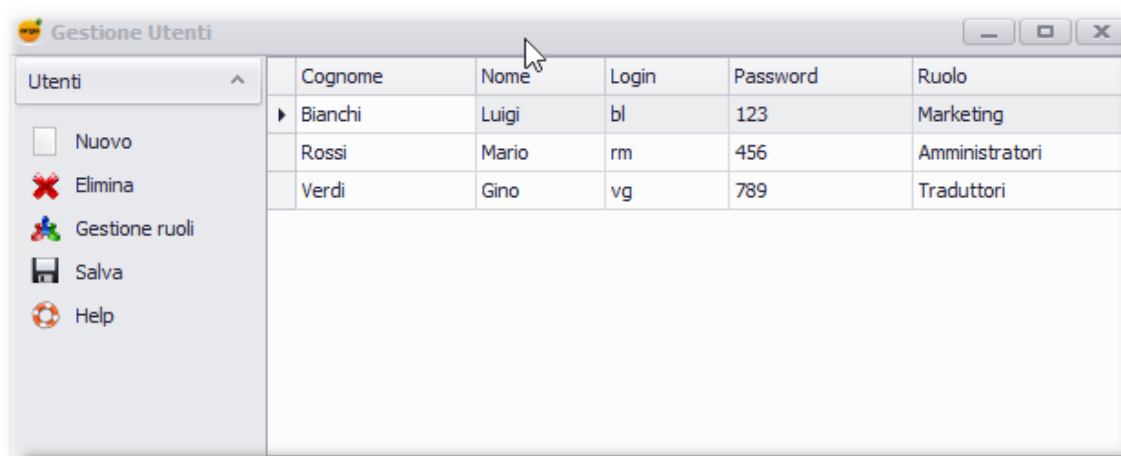 Gestione Utenti
Utenti
Nuovo
Elimina
Gestione ruoli
Salva
Help
Cognome Nome Login Password Ruolo
Bianchi Luigi bl 123 Marketing
Rossi Mario rm 456 Amministratori
Verdi Gino vg 789 Traduttori